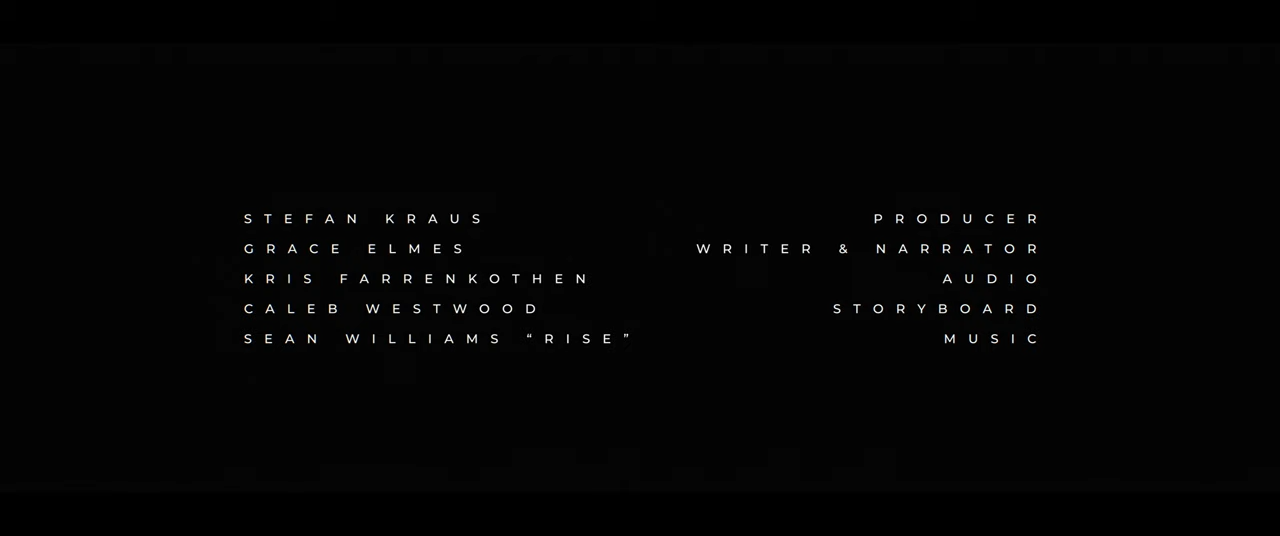 STEFAN KRAUS PRODUCER
GRACE ELMES WRITER & NARRATOR
KRIS FARRENKOTHEN AUDIO
CALEB WESTWOOD STORYBOARD
SEAN WILLIAMS “RISE” MUSIC